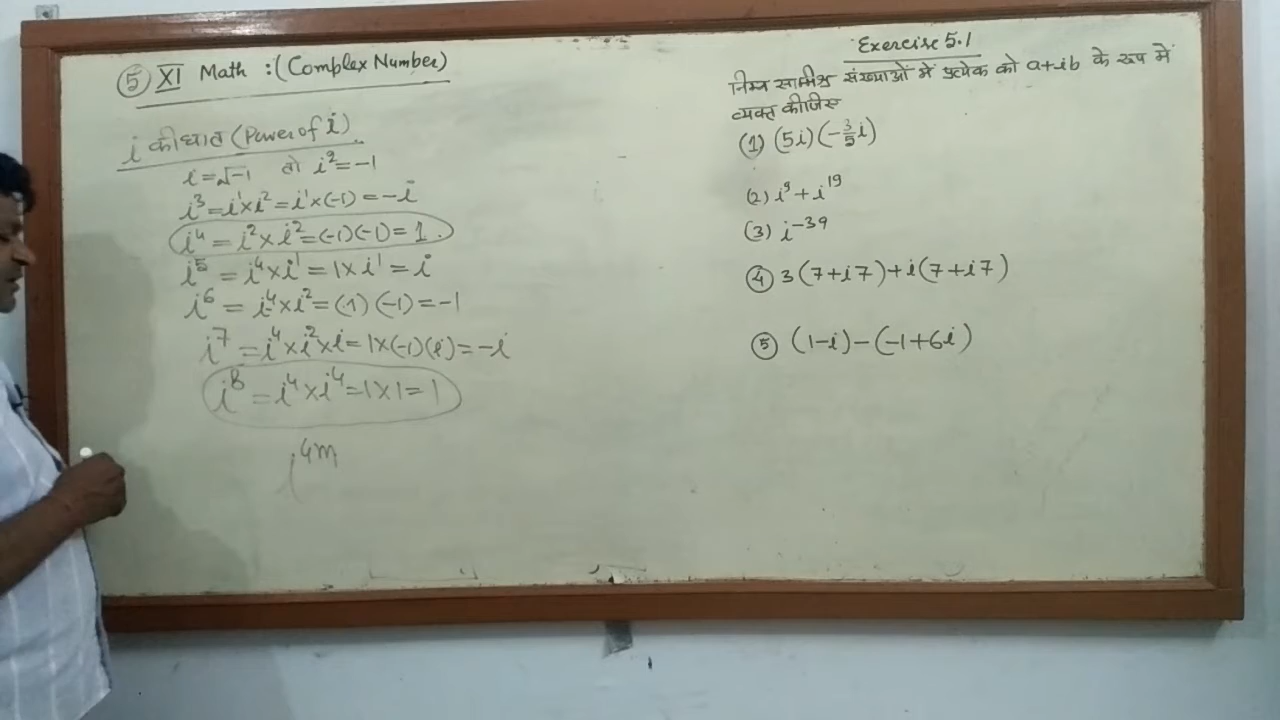 (5) XI Math :(Complex Number)
i की घात (Power of i)
i = √-1 तो i² = -1
i³ = i¹×i² = i¹×(-1) = -i
i⁴ = i²×i² = (-1)(-1) = 1.
i⁵ = i⁴×i¹ = 1×i¹ = i
i⁶ = i⁴×i² = (1)(-1) = -1
i⁷ = i⁴×i²×i = 1×(-1)(i) = -i
i⁸ = i⁴×i⁴ = 1×1 = 1
i⁴ᵐ
Exercise 5.1
निम्न सम्मिश्र संख्याओं में प्रत्येक को a+ib के रूप में
व्यक्त कीजिए
(1) (5i)(-3/5 i)
(2) i⁹ + i¹⁹
(3) i⁻³⁹
(4) 3(7+i7)+i(7+i7)
(5) (1-i)-(-1+6i)